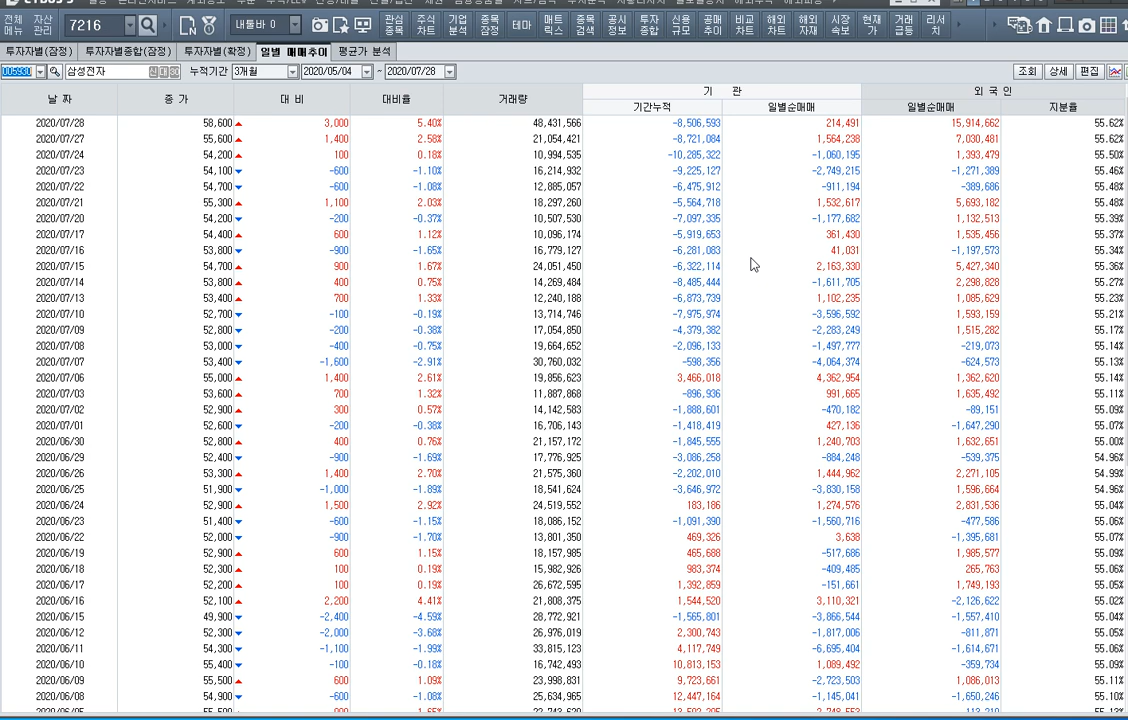 7216 내돌바 0
전체 메뉴 자산 관리 관심 종목 주식 차트 기업 분석 종목 잠정 테마 매트 릭스 종목 검색 공시 정보 투자 종합 신용 규모 공매 추이 비교 차트 해외 차트 해외 자재 시장 속보 현재 가 거래 급등 리서 치
투자자별(잠정) 투자자별종합(잠정) 투자자별(확정) 일별 매매추이 평균가 분석
005930 삼성전자 신 대 누적기간 3개월 2020/05/04 ~ 2020/07/28 조회 상세 편집
날 짜 종 가 대 비 대비율 거래량 기 관 외 국 인
기간누적 일별순매매 일별순매매 지분율
2020/07/28 58,600 ▲ 3,000 5.40% 48,431,566 -8,506,593 214,491 15,914,662 55.62%
2020/07/27 55,600 ▲ 1,400 2.58% 21,054,421 -8,721,084 1,564,238 7,030,481 55.62%
2020/07/24 54,200 ▲ 100 0.18% 10,994,535 -10,285,322 -1,060,195 1,393,479 55.50%
2020/07/23 54,100 ▼ -600 -1.10% 16,214,932 -9,225,127 -2,749,215 -1,271,389 55.46%
2020/07/22 54,700 ▼ -600 -1.08% 12,885,057 -6,475,912 -911,194 -389,686 55.48%
2020/07/21 55,300 ▲ 1,100 2.03% 18,297,260 -5,564,718 1,532,617 5,693,182 55.48%
2020/07/20 54,200 ▼ -200 -0.37% 10,507,530 -7,097,335 -1,177,682 1,132,513 55.39%
2020/07/17 54,400 ▲ 600 1.12% 10,096,174 -5,919,653 361,430 1,535,456 55.37%
2020/07/16 53,800 ▼ -900 -1.65% 16,779,127 -6,281,083 41,031 -1,197,573 55.34%
2020/07/15 54,700 ▲ 900 1.67% 24,051,450 -6,322,114 2,163,330 5,427,340 55.36%
2020/07/14 53,800 ▲ 400 0.75% 14,269,484 -8,485,444 -1,611,705 2,298,828 55.27%
2020/07/13 53,400 ▲ 700 1.33% 12,240,188 -6,873,739 1,102,235 1,085,629 55.23%
2020/07/10 52,700 ▼ -100 -0.19% 13,714,746 -7,975,974 -3,596,592 1,593,159 55.21%
2020/07/09 52,800 ▼ -200 -0.38% 17,054,850 -4,379,382 -2,283,249 1,515,282 55.17%
2020/07/08 53,000 ▼ -400 -0.75% 19,664,652 -2,096,133 -1,497,777 -219,073 55.14%
2020/07/07 53,400 ▼ -1,600 -2.91% 30,760,032 -598,356 -4,064,374 -624,573 55.13%
2020/07/06 55,000 ▲ 1,400 2.61% 19,856,623 3,466,018 4,362,954 1,362,620 55.14%
2020/07/03 53,600 ▲ 700 1.32% 11,887,868 -896,936 991,665 1,635,492 55.11%
2020/07/02 52,900 ▲ 300 0.57% 14,142,583 -1,888,601 -470,182 -89,151 55.09%
2020/07/01 52,600 ▼ -200 -0.38% 16,706,143 -1,418,419 427,136 -1,647,290 55.07%
2020/06/30 52,800 ▲ 400 0.76% 21,157,172 -1,845,555 1,240,703 1,632,651 55.00%
2020/06/29 52,400 ▼ -900 -1.69% 17,776,925 -3,086,258 -884,248 -539,375 54.96%
2020/06/26 53,300 ▲ 1,400 2.70% 21,575,360 -2,202,010 1,444,962 2,271,105 54.99%
2020/06/25 51,900 ▼ -1,000 -1.89% 18,541,624 -3,646,972 -3,830,158 1,596,664 54.96%
2020/06/24 52,900 ▲ 1,500 2.92% 24,519,552 183,186 1,274,576 2,831,536 55.04%
2020/06/23 51,400 ▼ -600 -1.15% 18,086,152 -1,091,390 -1,560,716 -477,586 55.06%
2020/06/22 52,000 ▼ -900 -1.70% 13,801,350 469,326 3,638 -1,395,681 55.07%
2020/06/19 52,900 ▲ 600 1.15% 18,157,985 465,688 -517,686 1,985,577 55.09%
2020/06/18 52,300 ▲ 100 0.19% 15,982,926 983,374 -409,485 265,763 55.06%
2020/06/17 52,200 ▲ 100 0.19% 26,672,595 1,392,859 -151,661 1,749,193 55.05%
2020/06/16 52,100 ▲ 2,200 4.41% 21,808,375 1,544,520 3,110,321 -2,126,622 55.02%
2020/06/15 49,900 ▼ -2,400 -4.59% 28,772,921 -1,565,801 -3,866,544 -1,557,410 55.04%
2020/06/12 52,300 ▼ -2,000 -3.68% 26,976,019 2,300,743 -1,817,006 -811,871 55.05%
2020/06/11 54,300 ▼ -1,100 -1.99% 33,815,123 4,117,749 -6,695,404 -1,614,671 55.06%
2020/06/10 55,400 ▼ -100 -0.18% 16,742,493 10,813,153 1,089,492 -359,734 55.09%
2020/06/09 55,500 ▲ 600 1.09% 23,998,831 9,723,661 -2,723,503 1,086,013 55.11%
2020/06/08 54,900 ▼ -600 -1.08% 25,634,965 12,447,164 -1,145,041 -1,650,246 55.10%